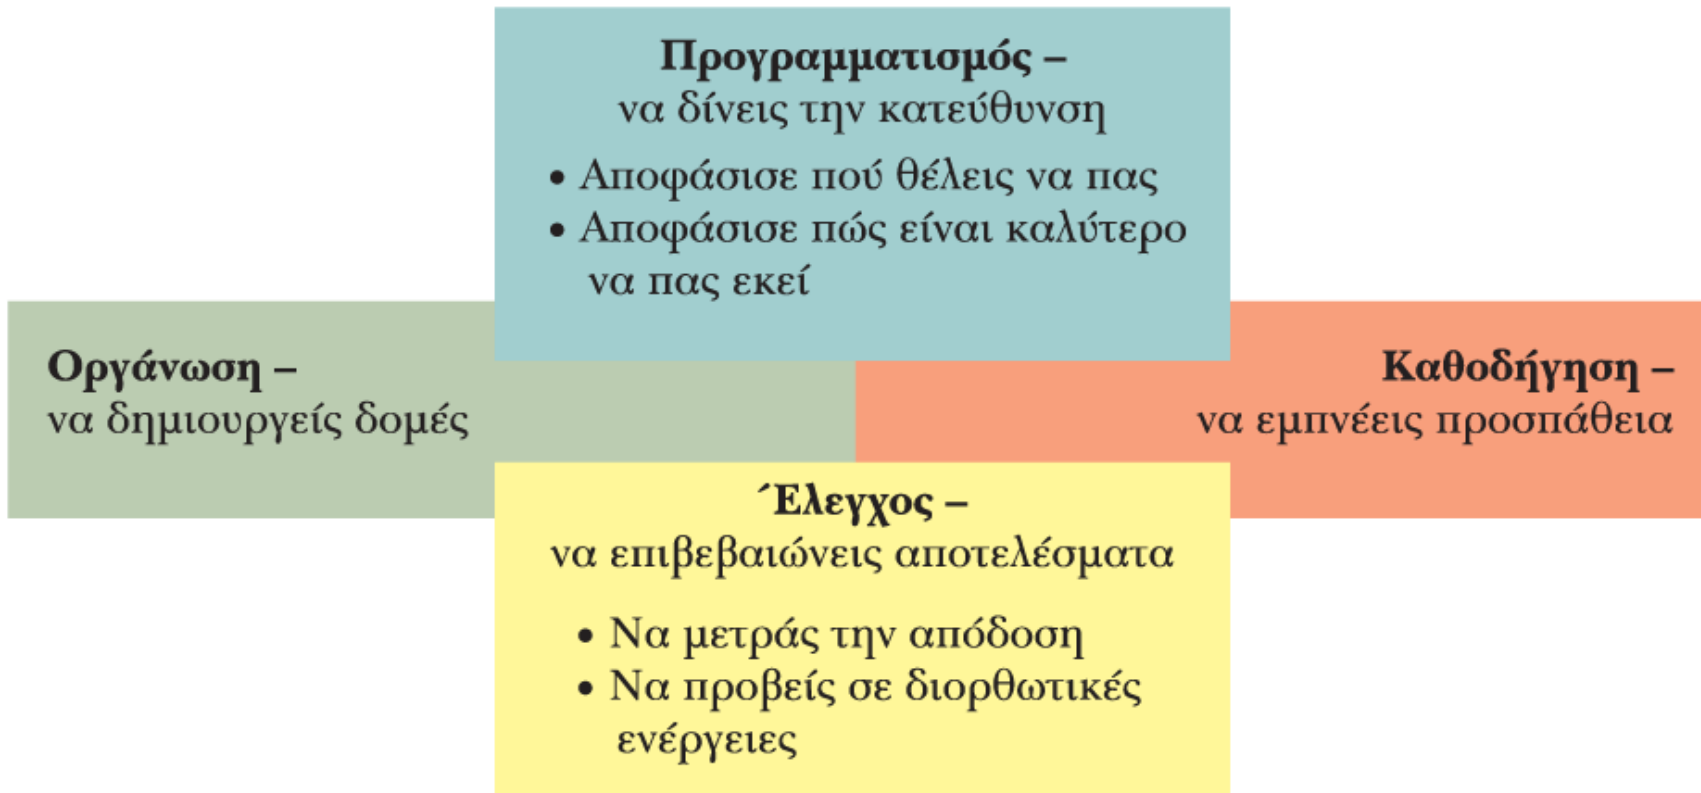 Προγραμματισμός –
να δίνεις την κατεύθυνση
• Αποφάσισε πού θέλεις να πας
• Αποφάσισε πώς είναι καλύτερο
να πας εκεί
Οργάνωση –
να δημιουργείς δομές
Καθοδήγηση –
να εμπνέεις προσπάθεια
Έλεγχος –
να επιβεβαιώνεις αποτελέσματα
• Να μετράς την απόδοση
• Να προβείς σε διορθωτικές
ενέργειες